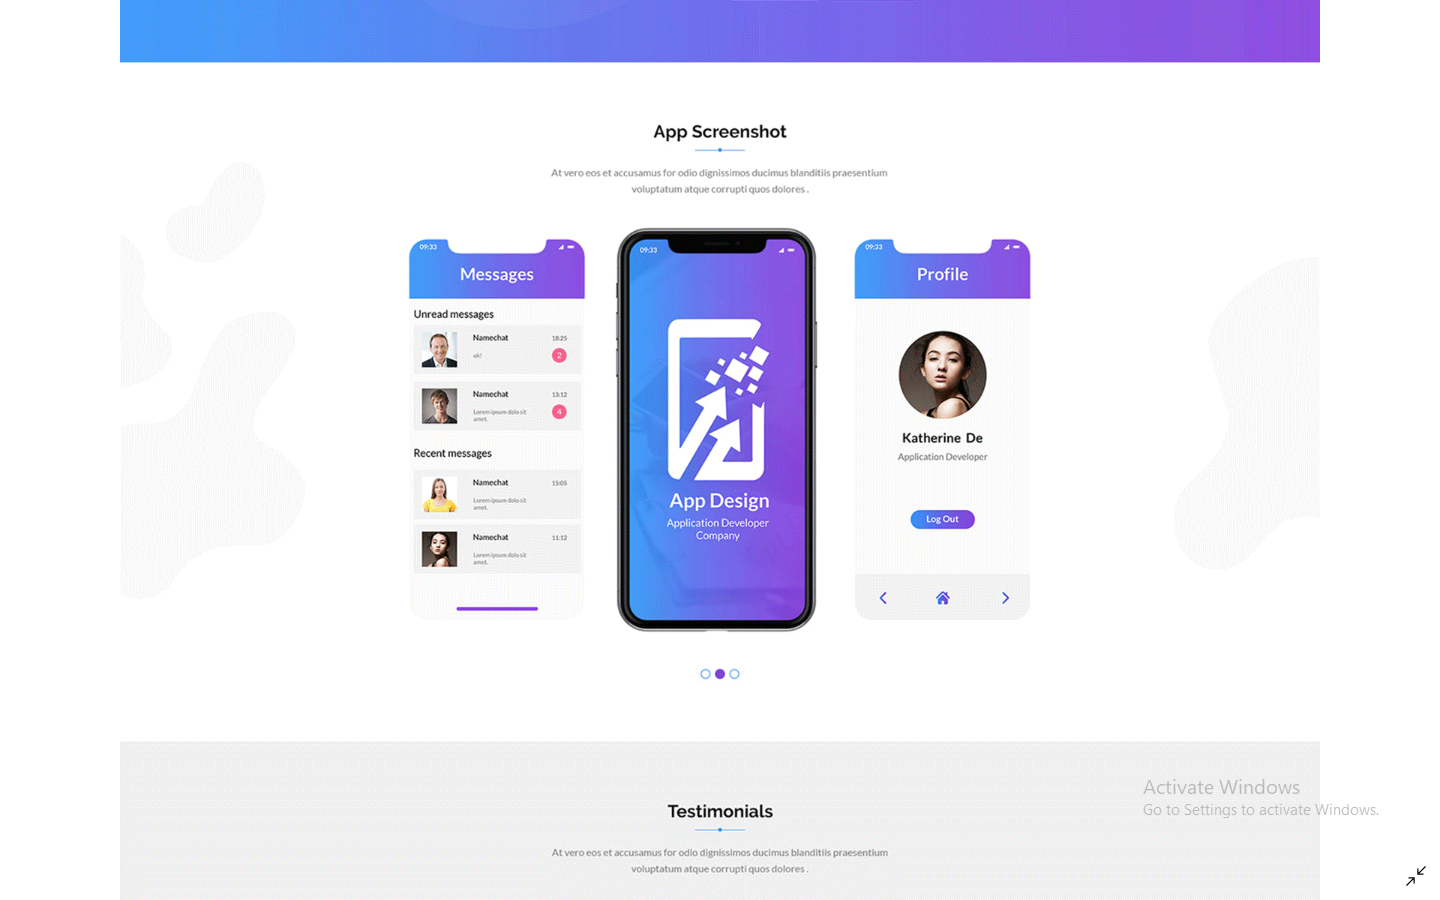 App Screenshot
At vero eos et accusamus for odio dignissimos ducimus blanditiis praesentium
voluptatum atque corrupti quos dolores .
09:33
Messages
Unread messages
Namechat 18:25
ok! 2
Namechat 13:12
Lorem ipsum dolo sit 4
amet.
Recent messages
Namechat 15:05
Lorem ipsum dolo sit
amet.
Namechat 11:12
Lorem ipsum dolo sit
amet.
09:33
App Design
Application Developer
Company
09:33
Profile
Katherine De
Application Developer
Log Out
Testimonials
At vero eos et accusamus for odio dignissimos ducimus blanditiis praesentium
voluptatum atque corrupti quos dolores .
Activate Windows
Go to Settings to activate Windows.